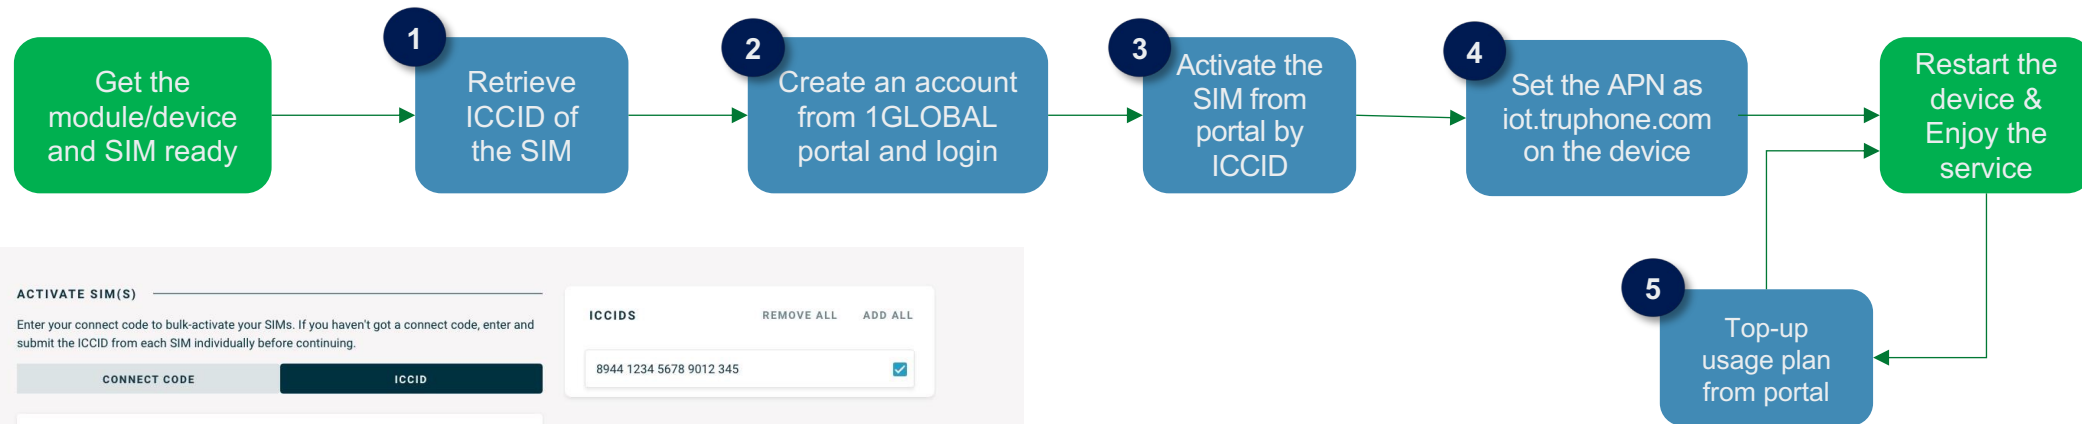 Get the
module/device
and SIM ready
1
Retrieve
ICCID of
the SIM
2
Create an account
from 1GLOBAL
portal and login
3
Activate the
SIM from
portal by
ICCID
4
Set the APN as
iot.truphone.com
on the device
Restart the
device &
Enjoy the
service
5
Top-up
usage plan
from portal
ACTIVATE SIM(S)
Enter your connect code to bulk-activate your SIMs. If you haven't got a connect code, enter and
submit the ICCID from each SIM individually before continuing.
CONNECT CODE
ICCID
ICCIDS
REMOVE ALL
ADD ALL
8944 1234 5678 9012 345